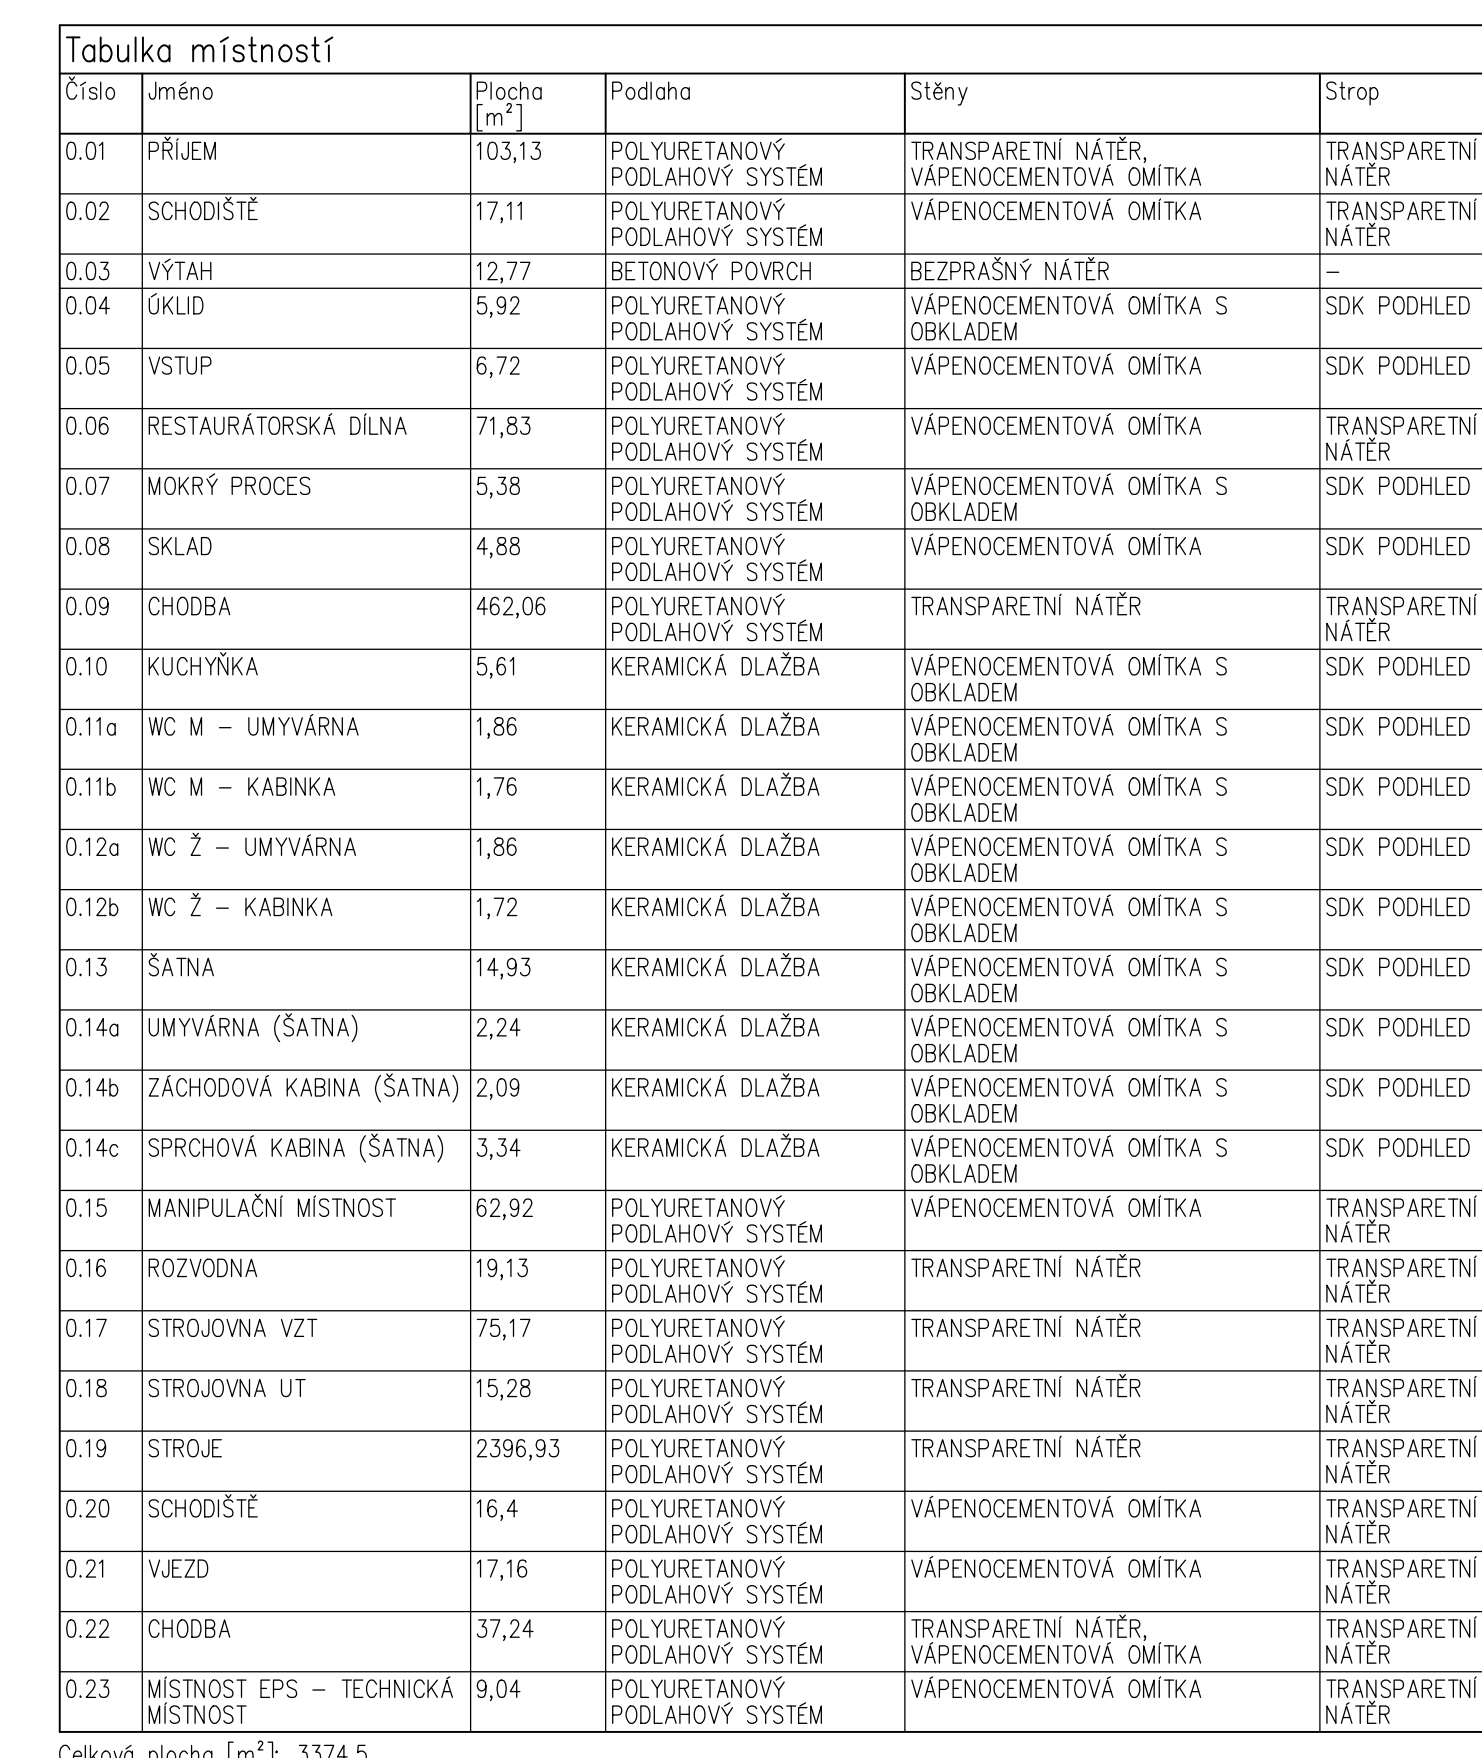 Tabulka místností
Číslo Jméno Plocha [m²] Podlaha Stěny Strop
0.01 PŘÍJEM 103,13 POLYURETANOVÝ PODLAHOVÝ SYSTÉM TRANSPARETNÍ NÁTĚR, VÁPENOCEMENTOVÁ OMÍTKA TRANSPARETNÍ NÁTĚR
0.02 SCHODIŠTĚ 17,11 POLYURETANOVÝ PODLAHOVÝ SYSTÉM VÁPENOCEMENTOVÁ OMÍTKA TRANSPARETNÍ NÁTĚR
0.03 VÝTAH 12,77 BETONOVÝ POVRCH BEZPRAŠNÝ NÁTĚR –
0.04 ÚKLID 5,92 POLYURETANOVÝ PODLAHOVÝ SYSTÉM VÁPENOCEMENTOVÁ OMÍTKA S OBKLADEM SDK PODHLED
0.05 VSTUP 6,72 POLYURETANOVÝ PODLAHOVÝ SYSTÉM VÁPENOCEMENTOVÁ OMÍTKA SDK PODHLED
0.06 RESTAURÁTORSKÁ DÍLNA 71,83 POLYURETANOVÝ PODLAHOVÝ SYSTÉM VÁPENOCEMENTOVÁ OMÍTKA TRANSPARETNÍ NÁTĚR
0.07 MOKRÝ PROCES 5,38 POLYURETANOVÝ PODLAHOVÝ SYSTÉM VÁPENOCEMENTOVÁ OMÍTKA S OBKLADEM SDK PODHLED
0.08 SKLAD 4,88 POLYURETANOVÝ PODLAHOVÝ SYSTÉM VÁPENOCEMENTOVÁ OMÍTKA SDK PODHLED
0.09 CHODBA 462,06 POLYURETANOVÝ PODLAHOVÝ SYSTÉM TRANSPARETNÍ NÁTĚR TRANSPARETNÍ NÁTĚR
0.10 KUCHYŇKA 5,61 KERAMICKÁ DLAŽBA VÁPENOCEMENTOVÁ OMÍTKA S OBKLADEM SDK PODHLED
0.11a WC M – UMYVÁRNA 1,86 KERAMICKÁ DLAŽBA VÁPENOCEMENTOVÁ OMÍTKA S OBKLADEM SDK PODHLED
0.11b WC M – KABINKA 1,76 KERAMICKÁ DLAŽBA VÁPENOCEMENTOVÁ OMÍTKA S OBKLADEM SDK PODHLED
0.12a WC Ž – UMYVÁRNA 1,86 KERAMICKÁ DLAŽBA VÁPENOCEMENTOVÁ OMÍTKA S OBKLADEM SDK PODHLED
0.12b WC Ž – KABINKA 1,72 KERAMICKÁ DLAŽBA VÁPENOCEMENTOVÁ OMÍTKA S OBKLADEM SDK PODHLED
0.13 ŠATNA 14,93 KERAMICKÁ DLAŽBA VÁPENOCEMENTOVÁ OMÍTKA S OBKLADEM SDK PODHLED
0.14a UMYVÁRNA (ŠATNA) 2,24 KERAMICKÁ DLAŽBA VÁPENOCEMENTOVÁ OMÍTKA S OBKLADEM SDK PODHLED
0.14b ZÁCHODOVÁ KABINA (ŠATNA) 2,09 KERAMICKÁ DLAŽBA VÁPENOCEMENTOVÁ OMÍTKA S OBKLADEM SDK PODHLED
0.14c SPRCHOVÁ KABINA (ŠATNA) 3,34 KERAMICKÁ DLAŽBA VÁPENOCEMENTOVÁ OMÍTKA S OBKLADEM SDK PODHLED
0.15 MANIPULAČNÍ MÍSTNOST 62,92 POLYURETANOVÝ PODLAHOVÝ SYSTÉM VÁPENOCEMENTOVÁ OMÍTKA TRANSPARETNÍ NÁTĚR
0.16 ROZVODNA 19,13 POLYURETANOVÝ PODLAHOVÝ SYSTÉM TRANSPARETNÍ NÁTĚR TRANSPARETNÍ NÁTĚR
0.17 STROJOVNA VZT 75,17 POLYURETANOVÝ PODLAHOVÝ SYSTÉM TRANSPARETNÍ NÁTĚR TRANSPARETNÍ NÁTĚR
0.18 STROJOVNA UT 15,28 POLYURETANOVÝ PODLAHOVÝ SYSTÉM TRANSPARETNÍ NÁTĚR TRANSPARETNÍ NÁTĚR
0.19 STROJE 2396,93 POLYURETANOVÝ PODLAHOVÝ SYSTÉM TRANSPARETNÍ NÁTĚR TRANSPARETNÍ NÁTĚR
0.20 SCHODIŠTĚ 16,4 POLYURETANOVÝ PODLAHOVÝ SYSTÉM VÁPENOCEMENTOVÁ OMÍTKA TRANSPARETNÍ NÁTĚR
0.21 VJEZD 17,16 POLYURETANOVÝ PODLAHOVÝ SYSTÉM VÁPENOCEMENTOVÁ OMÍTKA TRANSPARETNÍ NÁTĚR
0.22 CHODBA 37,24 POLYURETANOVÝ PODLAHOVÝ SYSTÉM TRANSPARETNÍ NÁTĚR, VÁPENOCEMENTOVÁ OMÍTKA TRANSPARETNÍ NÁTĚR
0.23 MÍSTNOST EPS – TECHNICKÁ MÍSTNOST 9,04 POLYURETANOVÝ PODLAHOVÝ SYSTÉM VÁPENOCEMENTOVÁ OMÍTKA TRANSPARETNÍ NÁTĚR
Celková plocha [m²]: 3374,5